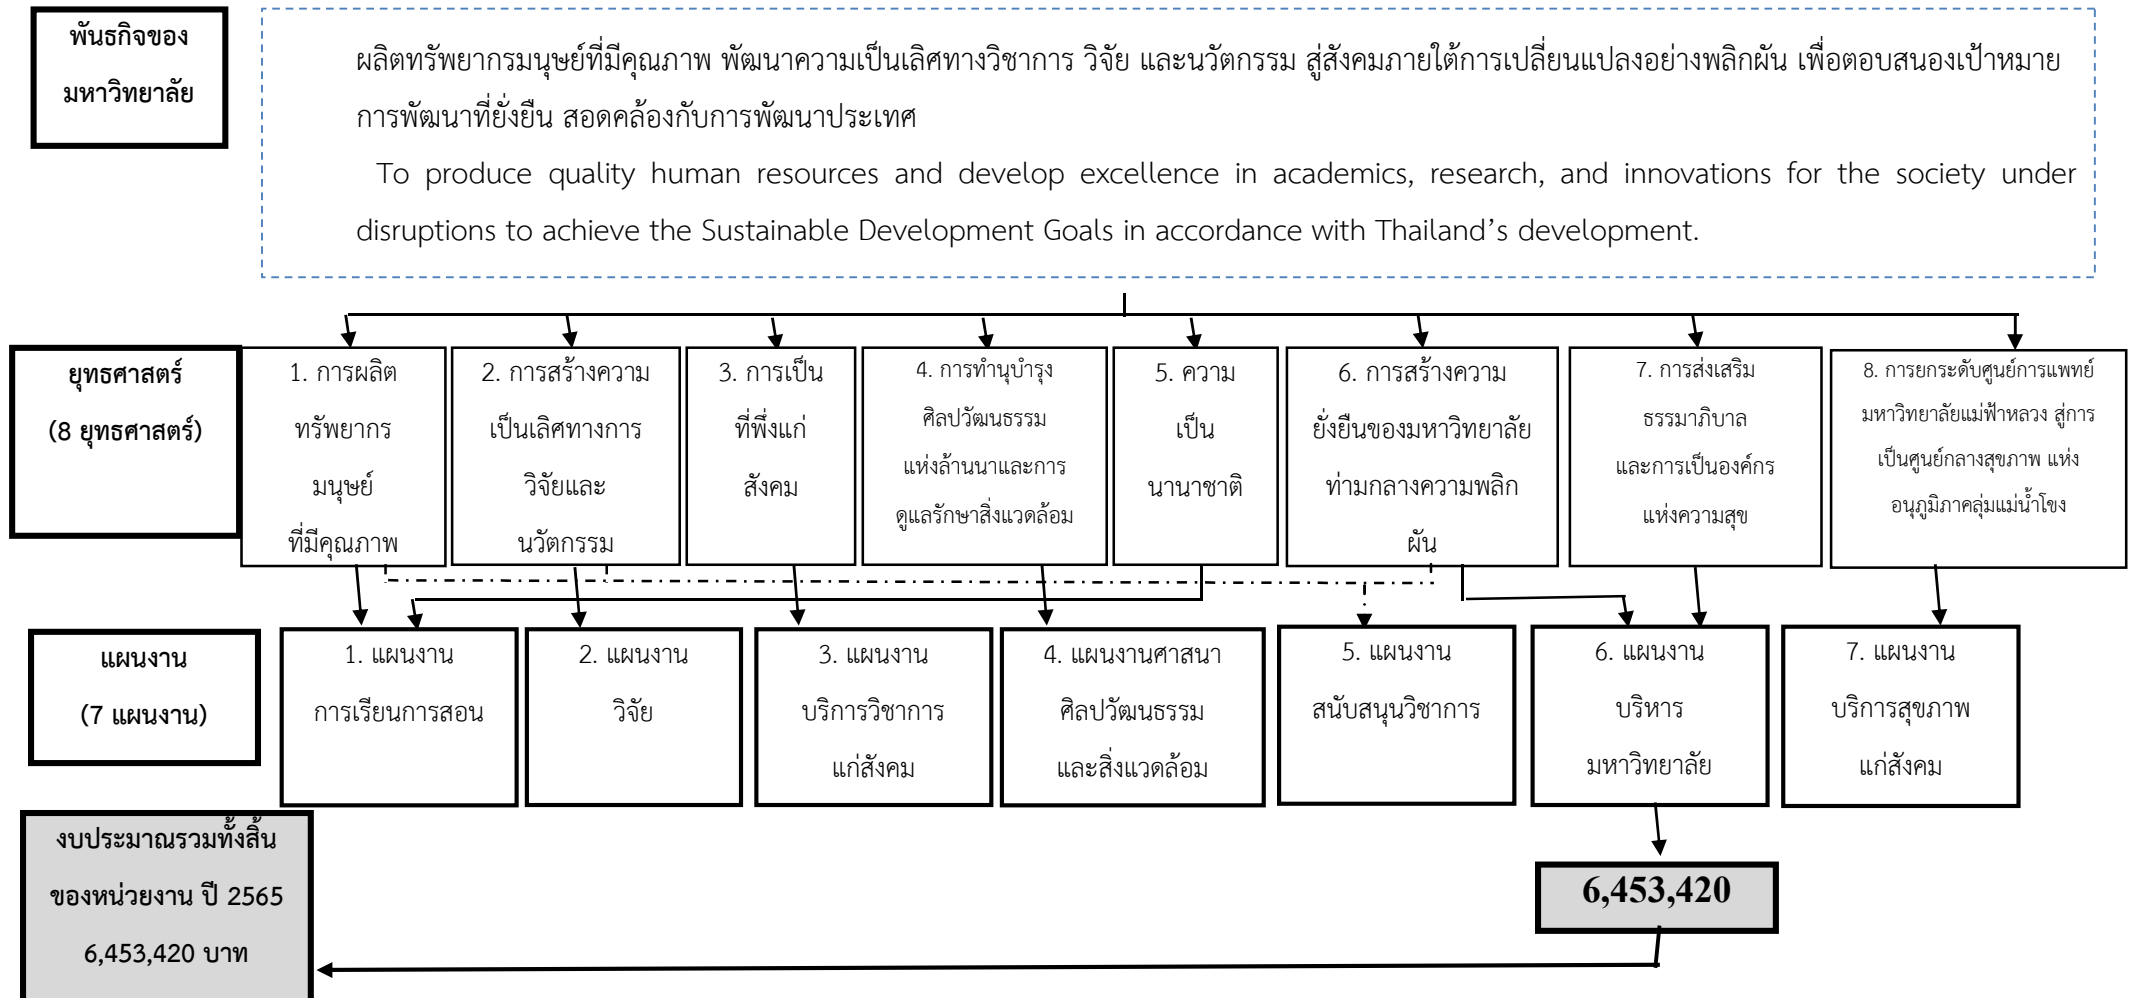 พันธกิจของ
มหาวิทยาลัย
ผลิตทรัพยากรมนุษย์ที่มีคุณภาพ พัฒนาความเป็นเลิศทางวิชาการ วิจัย และนวัตกรรม สู่สังคมภายใต้การเปลี่ยนแปลงอย่างพลิกผัน เพื่อตอบสนองเป้าหมาย
การพัฒนาที่ยั่งยืน สอดคล้องกับการพัฒนาประเทศ
To produce quality human resources and develop excellence in academics, research, and innovations for the society under
disruptions to achieve the Sustainable Development Goals in accordance with Thailand’s development.
ยุทธศาสตร์
(8 ยุทธศาสตร์)
1. การผลิต
ทรัพยากร
มนุษย์
ที่มีคุณภาพ
2. การสร้างความ
เป็นเลิศทางการ
วิจัยและ
นวัตกรรม
3. การเป็น
ที่พึ่งแก่
สังคม
4. การทำนุบำรุง
ศิลปวัฒนธรรม
แห่งล้านนาและการ
ดูแลรักษาสิ่งแวดล้อม
5. ความ
เป็น
นานาชาติ
6. การสร้างความ
ยั่งยืนของมหาวิทยาลัย
ท่ามกลางความพลิก
ผัน
7. การส่งเสริม
ธรรมาภิบาล
และการเป็นองค์กร
แห่งความสุข
8. การยกระดับศูนย์การแพทย์
มหาวิทยาลัยแม่ฟ้าหลวง สู่การ
เป็นศูนย์กลางสุขภาพ แห่ง
อนุภูมิภาคลุ่มแม่น้ำโขง
แผนงาน
(7 แผนงาน)
1. แผนงาน
การเรียนการสอน
2. แผนงาน
วิจัย
3. แผนงาน
บริการวิชาการ
แก่สังคม
4. แผนงานศาสนา
ศิลปวัฒนธรรม
และสิ่งแวดล้อม
5. แผนงาน
สนับสนุนวิชาการ
6. แผนงาน
บริหาร
มหาวิทยาลัย
7. แผนงาน
บริการสุขภาพ
แก่สังคม
งบประมาณรวมทั้งสิ้น
ของหน่วยงาน ปี 2565
6,453,420 บาท
6,453,420